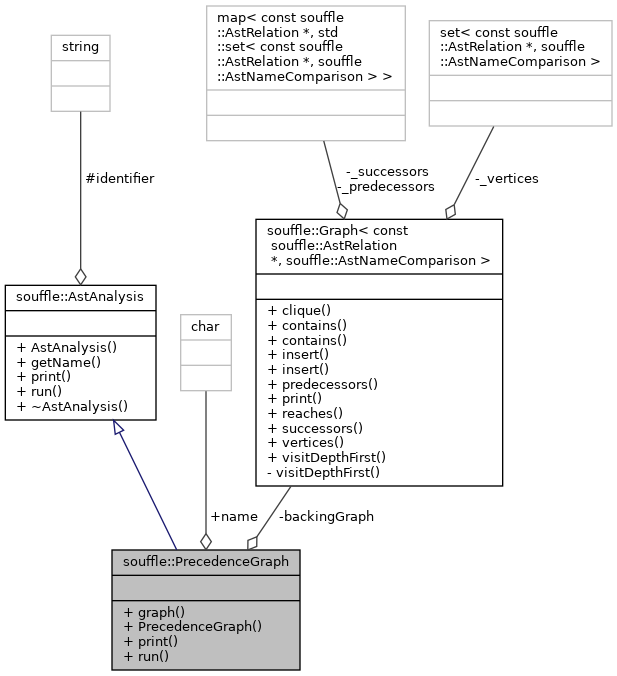 map< const souffle
::AstRelation *, std
::set< const souffle
::AstRelation *, souffle
::AstNameComparison > >
set< const souffle
::AstRelation *, souffle
::AstNameComparison >
string
#identifier
-_successors
-_predecessors
-_vertices
souffle::Graph< const
souffle::AstRelation
*, souffle::AstNameComparison >
+ clique()
+ contains()
+ contains()
+ insert()
+ insert()
+ predecessors()
+ print()
+ reaches()
+ successors()
+ vertices()
+ visitDepthFirst()
- visitDepthFirst()
souffle::AstAnalysis
+ AstAnalysis()
+ getName()
+ print()
+ run()
+ ~AstAnalysis()
char
+name
-backingGraph
souffle::PrecedenceGraph
+ graph()
+ PrecedenceGraph()
+ print()
+ run()